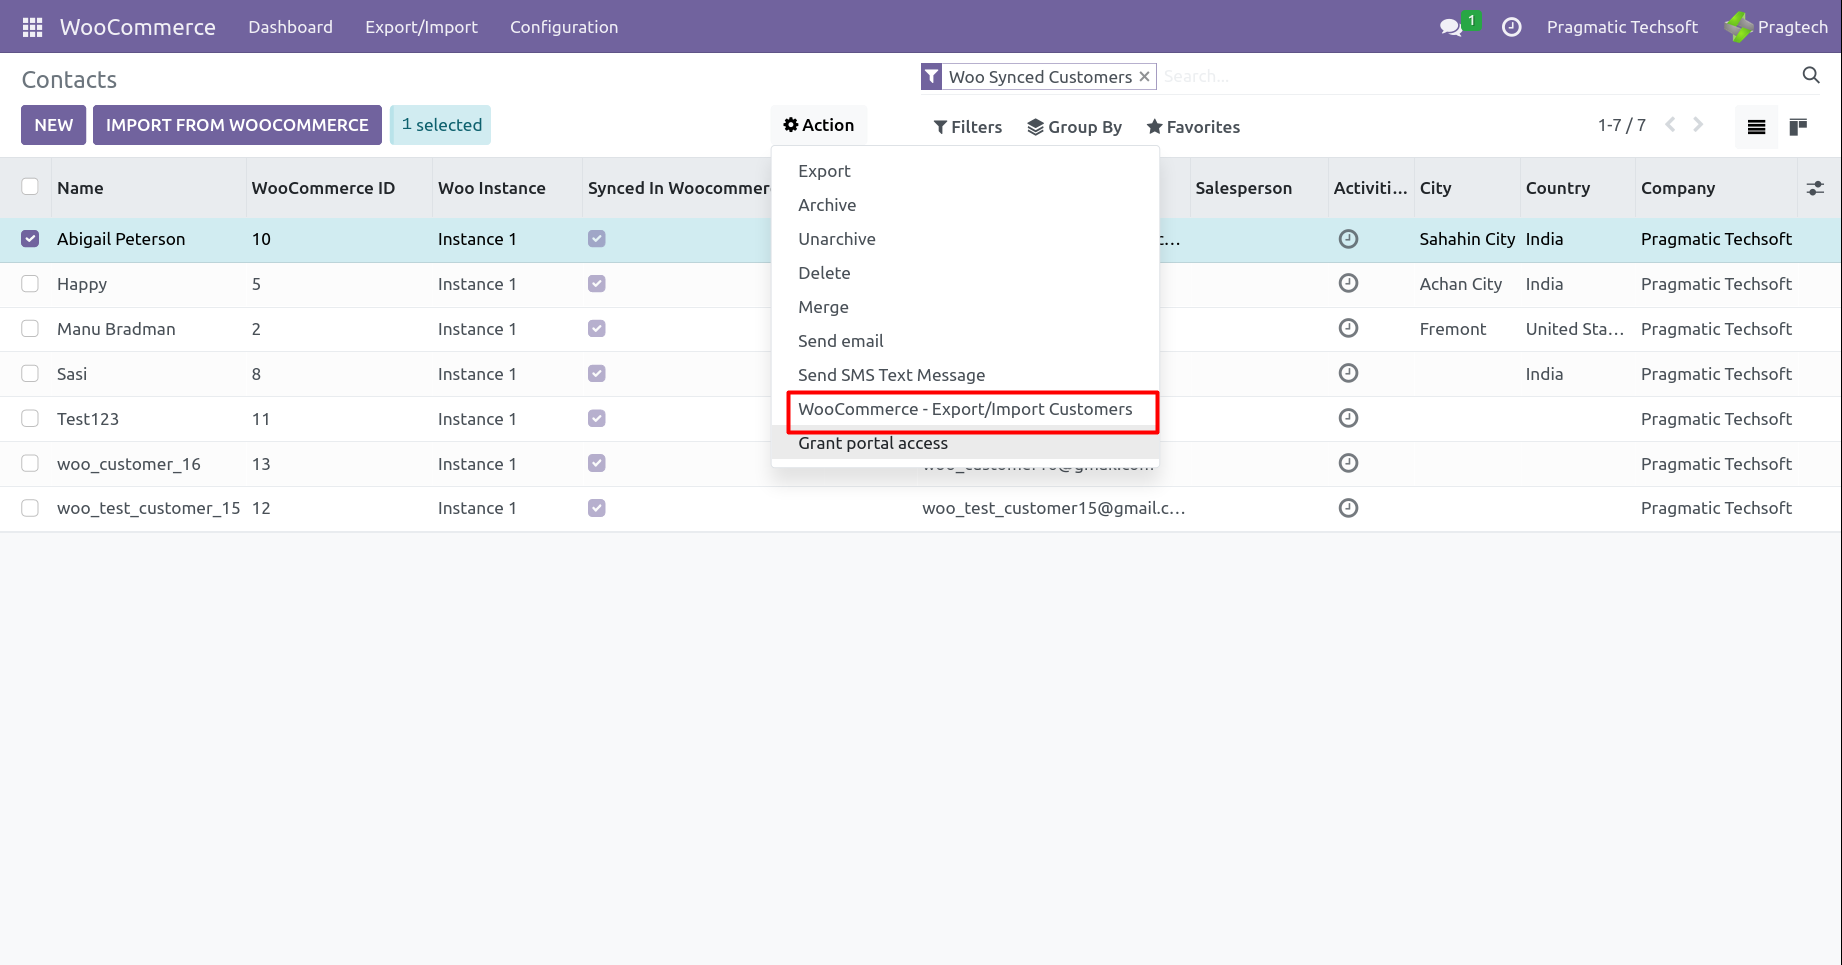 WooCommerce Dashboard Export/Import Configuration 1 Pragmatic Techsoft Pragtech
Contacts Woo Synced Customers × Search...
NEW IMPORT FROM WOOCOMMERCE 1 selected Action Filters Group By Favorites 1-7 / 7
Export
Archive
Unarchive
Delete
Merge
Send email
Send SMS Text Message
WooCommerce - Export/Import Customers
Grant portal access
Name WooCommerce ID Woo Instance Synced In Woocommer Salesperson Activiti... City Country Company
Abigail Peterson 10 Instance 1 Sahahin City India Pragmatic Techsoft
Happy 5 Instance 1 Achan City India Pragmatic Techsoft
Manu Bradman 2 Instance 1 Fremont United Sta... Pragmatic Techsoft
Sasi 8 Instance 1 India Pragmatic Techsoft
Test123 11 Instance 1 Pragmatic Techsoft
woo_customer_16 13 Instance 1 Pragmatic Techsoft
woo_test_customer_15 12 Instance 1 woo_test_customer15@gmail.c... Pragmatic Techsoft